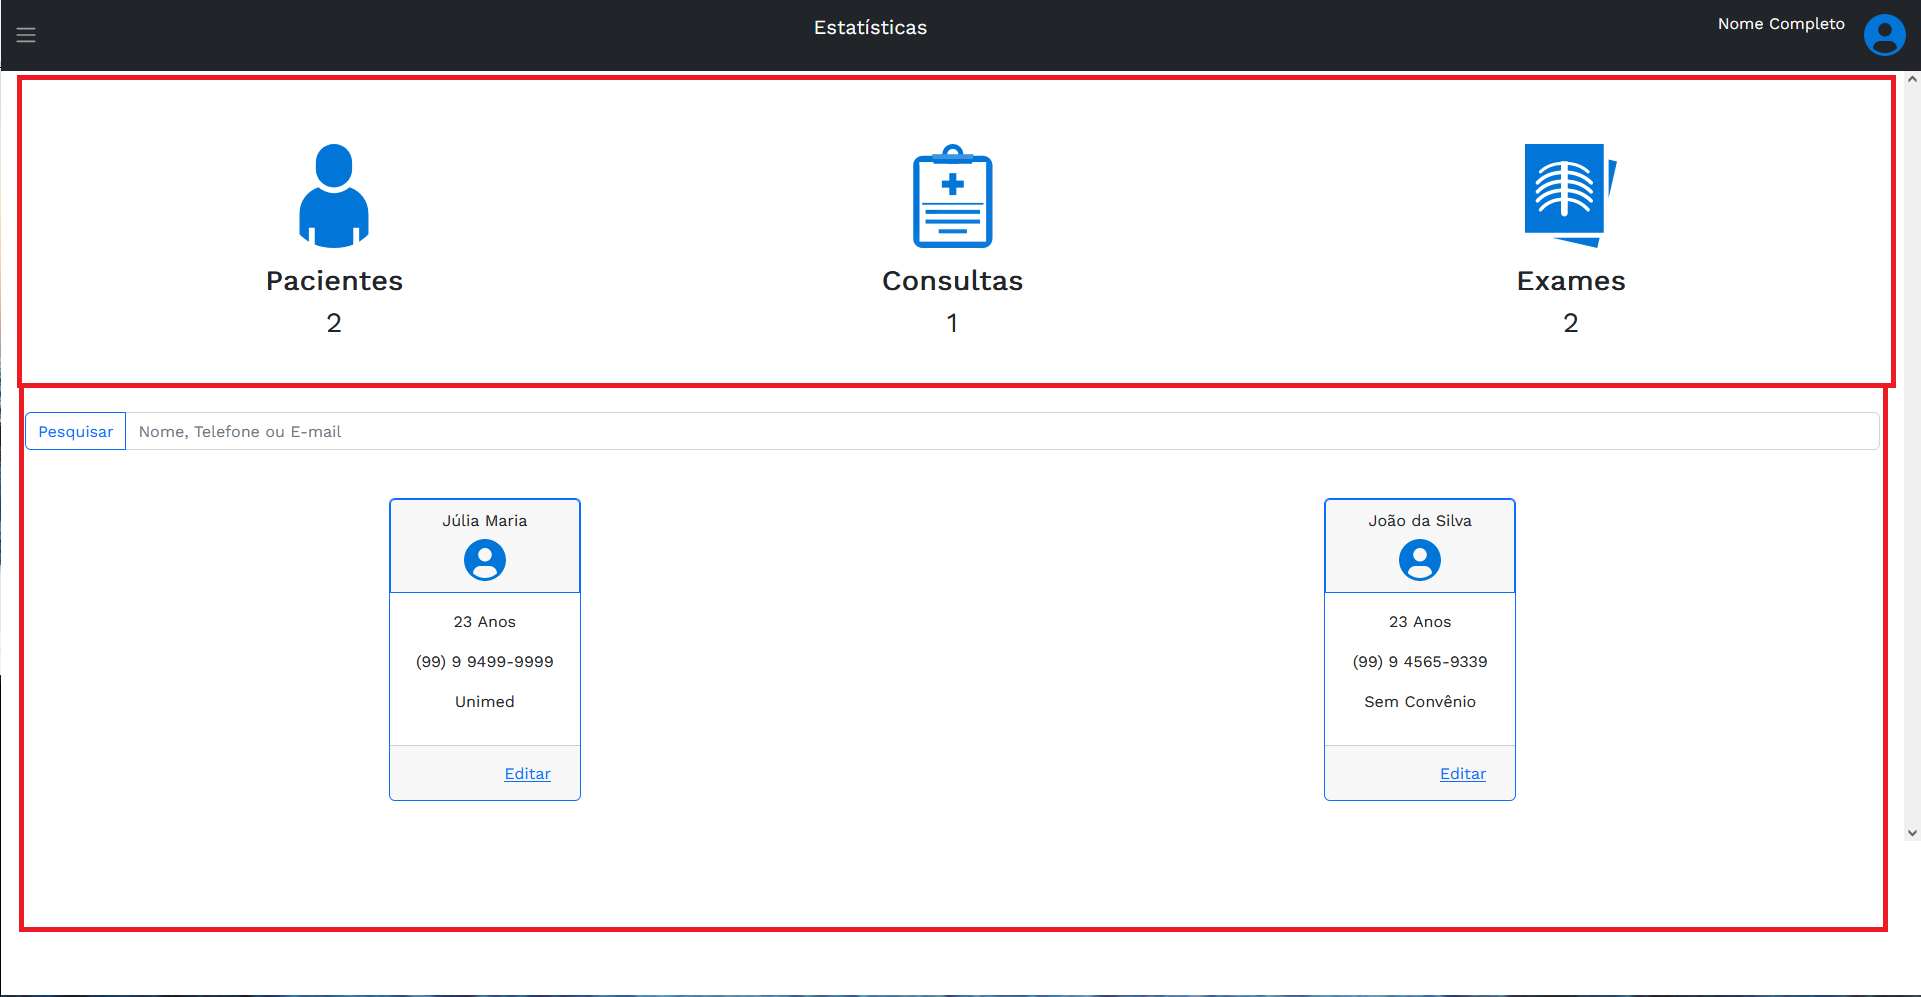 Estatísticas
Nome Completo
Pacientes
2
Consultas
1
Exames
2
Pesquisar
Nome, Telefone ou E-mail
Júlia Maria
23 Anos
(99) 9 9499-9999
Unimed
Editar
João da Silva
23 Anos
(99) 9 4565-9339
Sem Convênio
Editar